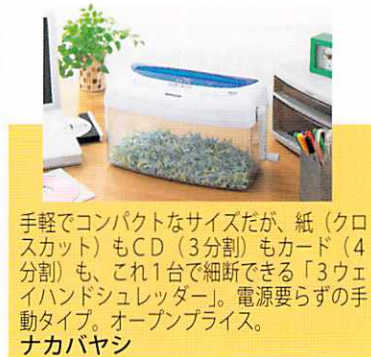 手軽でコンパクトなサイズだが、紙（クロ
スカット）もCD（3分割）もカード（4
分割）も、これ1台で細断できる「3ウェ
イハンドシュレッダー」。電源要らずの手
動タイプ。オープンプライス。
ナカバヤシ